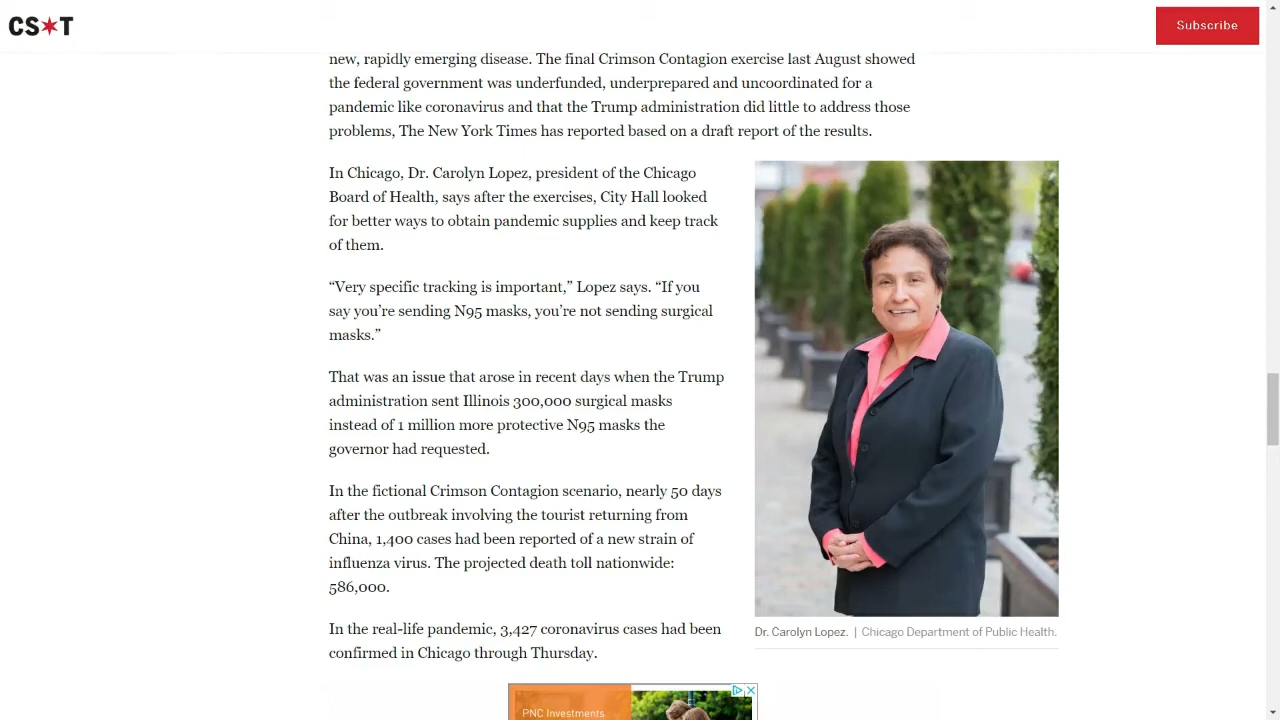 CS★T
Subscribe
new, rapidly emerging disease. The final Crimson Contagion exercise last August showed
the federal government was underfunded, underprepared and uncoordinated for a
pandemic like coronavirus and that the Trump administration did little to address those
problems, The New York Times has reported based on a draft report of the results.
In Chicago, Dr. Carolyn Lopez, president of the Chicago
Board of Health, says after the exercises, City Hall looked
for better ways to obtain pandemic supplies and keep track
of them.
“Very specific tracking is important,” Lopez says. “If you
say you’re sending N95 masks, you’re not sending surgical
masks.”
That was an issue that arose in recent days when the Trump
administration sent Illinois 300,000 surgical masks
instead of 1 million more protective N95 masks the
governor had requested.
In the fictional Crimson Contagion scenario, nearly 50 days
after the outbreak involving the tourist returning from
China, 1,400 cases had been reported of a new strain of
influenza virus. The projected death toll nationwide:
586,000.
In the real-life pandemic, 3,427 coronavirus cases had been
confirmed in Chicago through Thursday.
Dr. Carolyn Lopez. | Chicago Department of Public Health.
PNC Investments